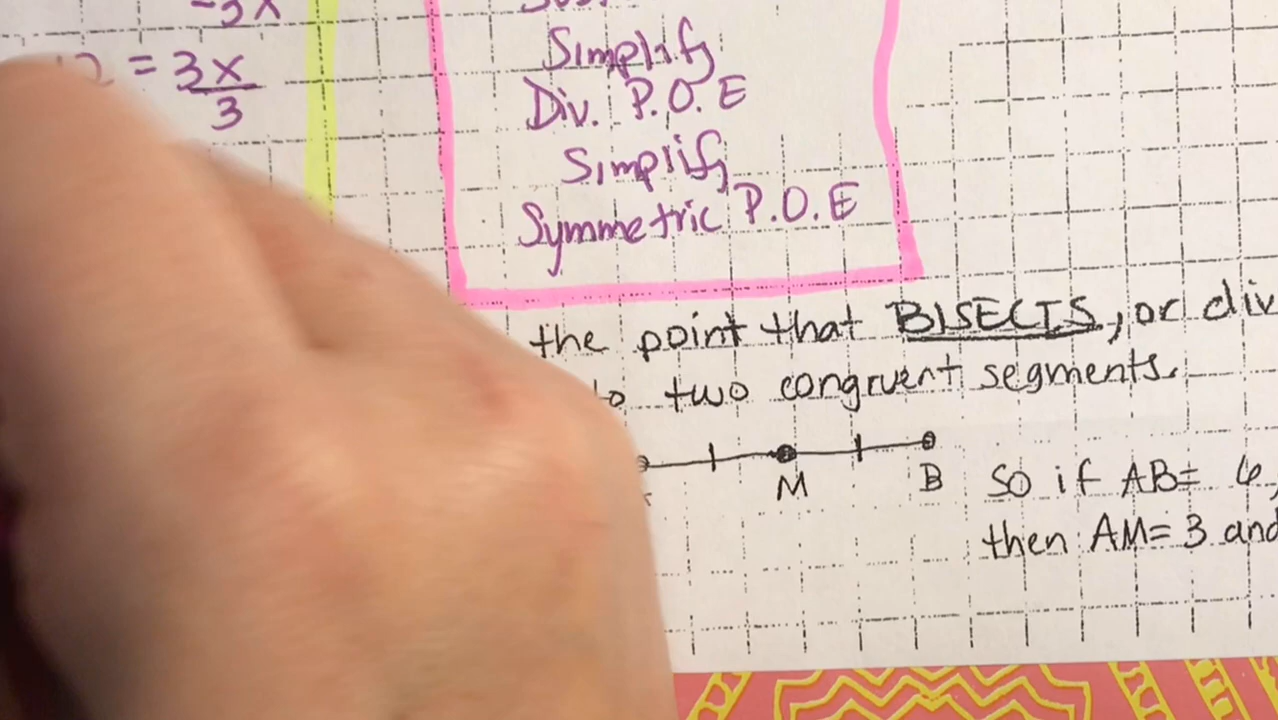 -3x
= 3x
3
Simplify
Div. P.O.E
Simplify
Symmetric P.O.E
the point that BISECTS, or div
two congruent segments.
M
B
So if AB= 6,
then AM= 3 and